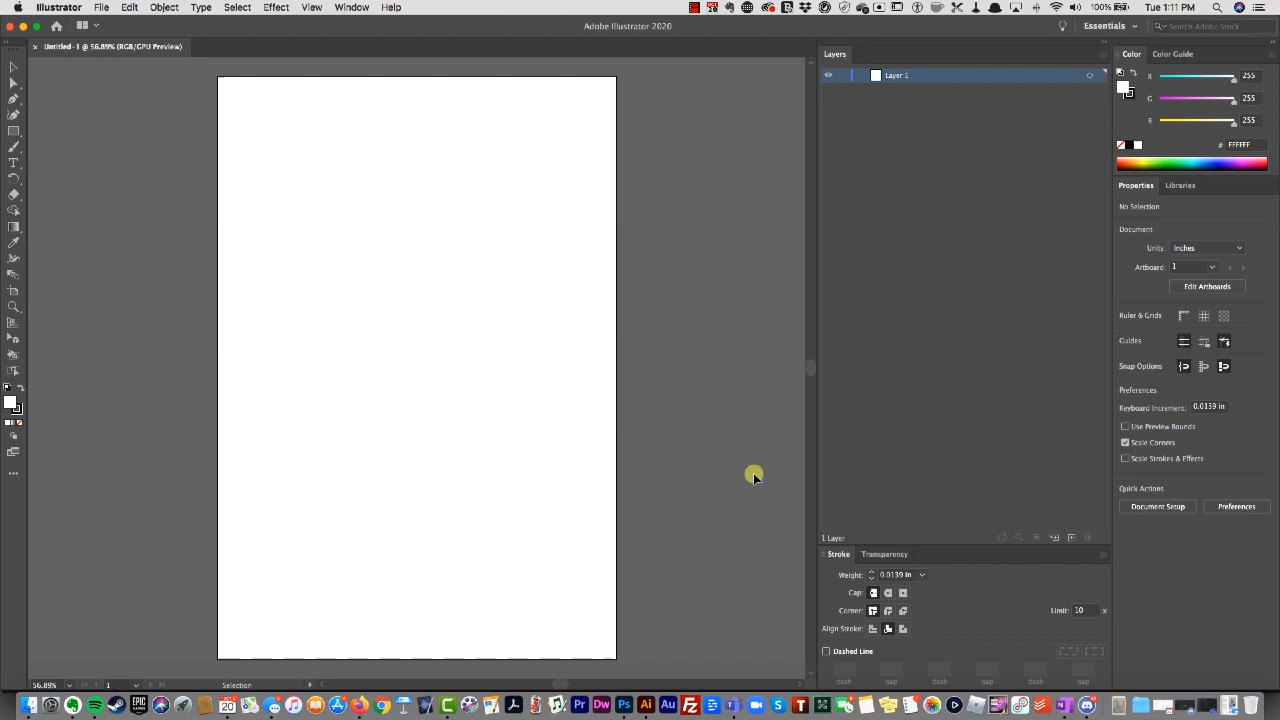 Illustrator File Edit Object Type Select Effect View Window Help 100% Tue 1:11 PM
Adobe Illustrator 2020
Essentials
Search Adobe Stock
Untitled-1 @ 56.89% (RGB/GPU Preview)
Layers
Layer 1
1 Layer
Stroke Transparency
Weight: 0.0139 in
Cap:
Corner: Limit: 10 x
Align Stroke:
Dashed Line
dash gap dash gap dash gap
Color Color Guide
R 255
G 255
B 255
# FFFFFF
Properties Libraries
No Selection
Document
Units: Inches
Artboard: 1
Edit Artboards
Ruler & Grids
Guides
Snap Options
Preferences
Keyboard Increment: 0.0139 in
Use Preview Bounds
Scale Corners
Scale Strokes & Effects
Quick Actions
Document Setup Preferences
56.89% 1 Selection